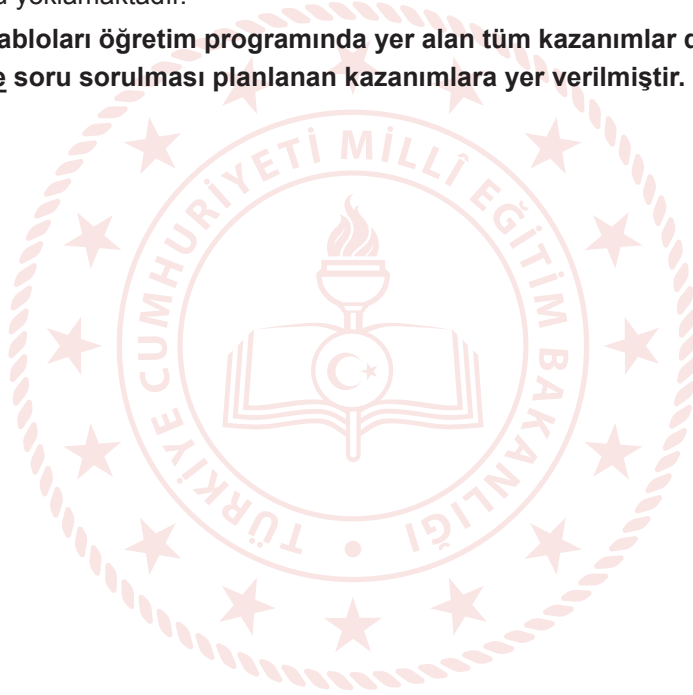 yoklamaktadır.
abloları öğretim programında yer alan tüm kazanımlar
soru sorulması planlanan kazanımlara yer verilmiştir.
TÜRKİYE CUMHURİYETİ MİLLÎ EĞİTİM BAKANLIĞI